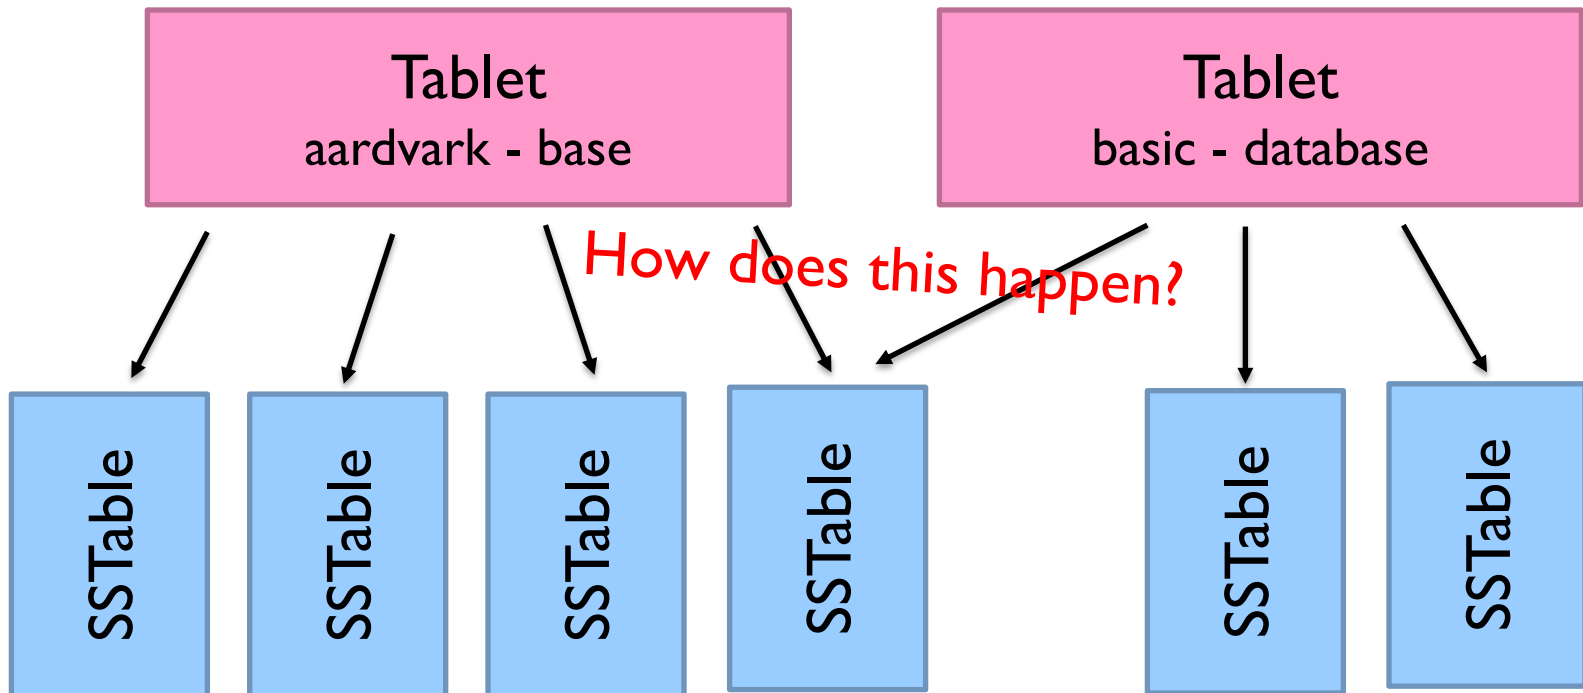 Tablet
aardvark - base
Tablet
basic - database
How does this happen?
SSTable
SSTable
SSTable
SSTable
SSTable
SSTable